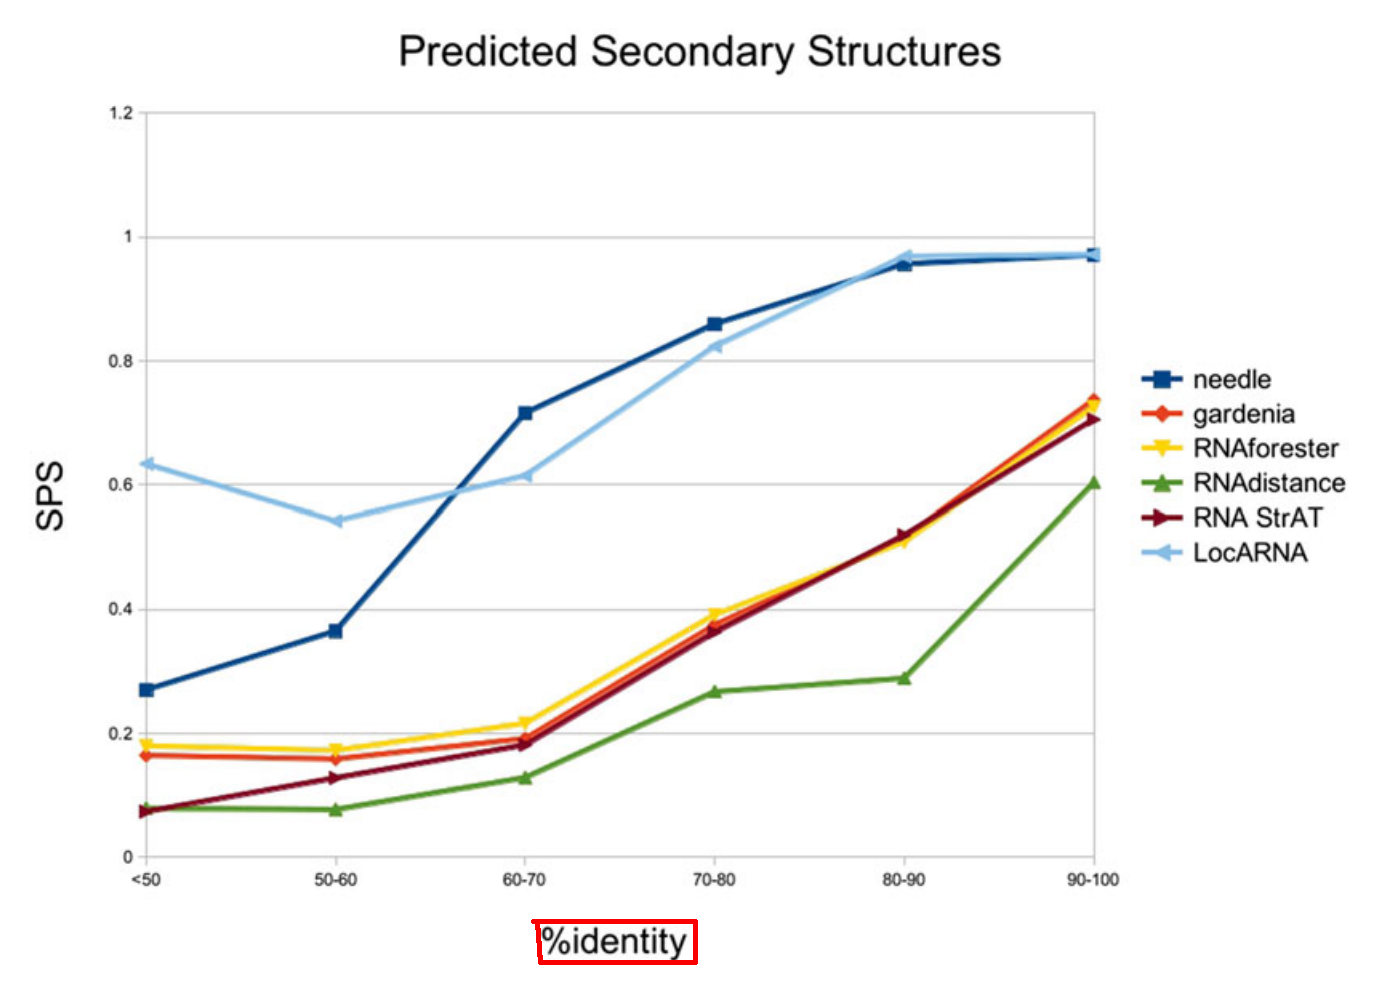 Predicted Secondary Structures
1.2
1
0.8
0.6
0.4
0.2
0
SPS
<50 50-60 60-70 70-80 80-90 90-100
%identity
needle
gardenia
RNAforester
RNAdistance
RNA StrAT
LocARNA